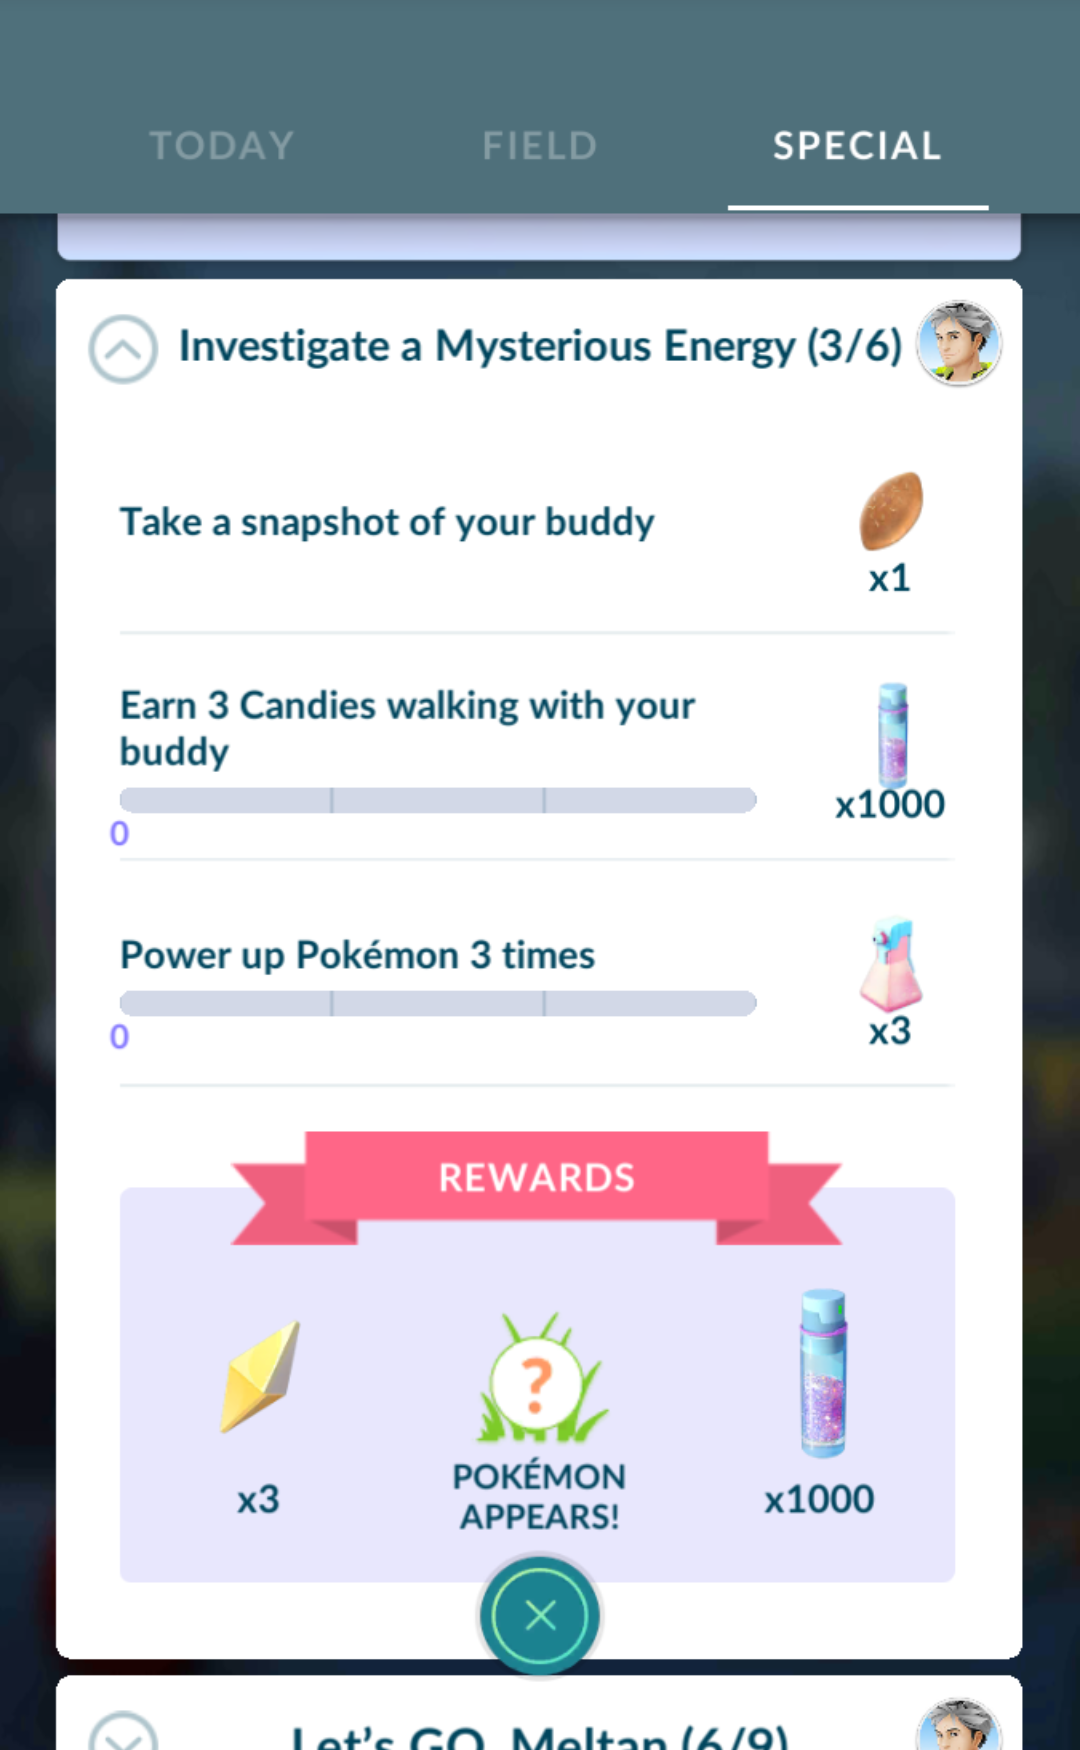 TODAY FIELD SPECIAL
Investigate a Mysterious Energy (3/6)
Take a snapshot of your buddy
x1
Earn 3 Candies walking with your
buddy
x1000
0
Power up Pokémon 3 times
x3
0
REWARDS
?
x3
POKÉMON
APPEARS!
x1000
Let's GO, Meltan (6/9)